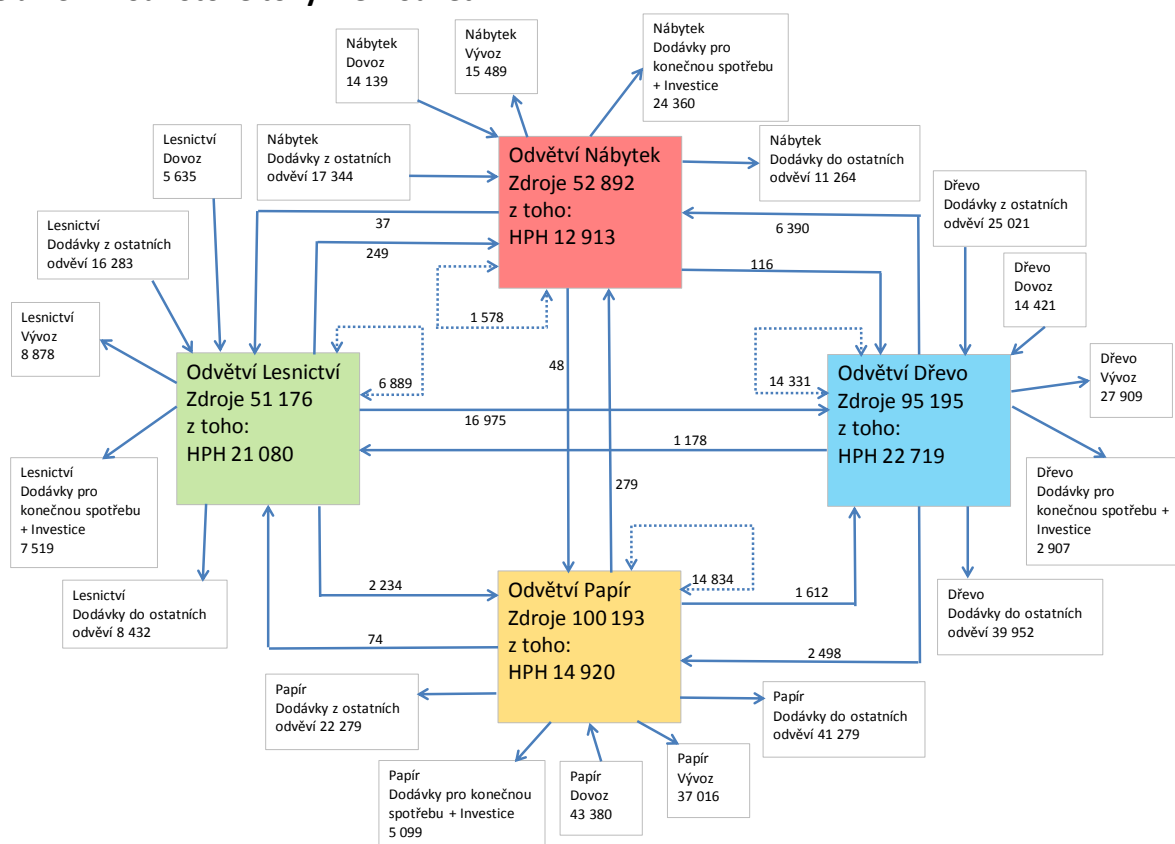 Nábytek
Dovoz
14 139
Nábytek
Vývoz
15 489
Nábytek
Dodávky pro
konečnou spotřebu
+ Investice
24 360
Lesnictví
Dovoz
5 635
Nábytek
Dodávky z ostatních
odvěví 17 344
Odvětví Nábytek
Zdroje 52 892
z toho:
HPH 12 913
Nábytek
Dodávky do ostatních
odvěví 11 264
Dřevo
Dodávky z ostatních
odvěví 25 021
Lesnictví
Dodávky z ostatních
odvěví 16 283
37
249
6 390
116
Dřevo
Dovoz
14 421
Lesnictví
Vývoz
8 878
1 578
48
Odvětví Lesnictví
Zdroje 51 176
z toho:
HPH 21 080
6 889
14 331
Odvětví Dřevo
Zdroje 95 195
z toho:
HPH 22 719
Dřevo
Vývoz
27 909
16 975
1 178
279
Lesnictví
Dodávky pro
konečnou spotřebu
+ Investice
7 519
Dřevo
Dodávky pro
konečnou spotřebu +
Investice
2 907
Lesnictví
Dodávky do ostatních
odvěví 8 432
2 234
74
Odvětví Papír
Zdroje 100 193
z toho:
HPH 14 920
14 834
1 612
2 498
Dřevo
Dodávky do ostatních
odvěví 39 952
Papír
Dodávky z ostatních
odvěví 22 279
Papír
Dodávky do ostatních
odvěví 41 279
Papír
Dodávky pro konečnou
spotřebu + Investice
5 099
Papír
Dovoz
43 380
Papír
Vývoz
37 016